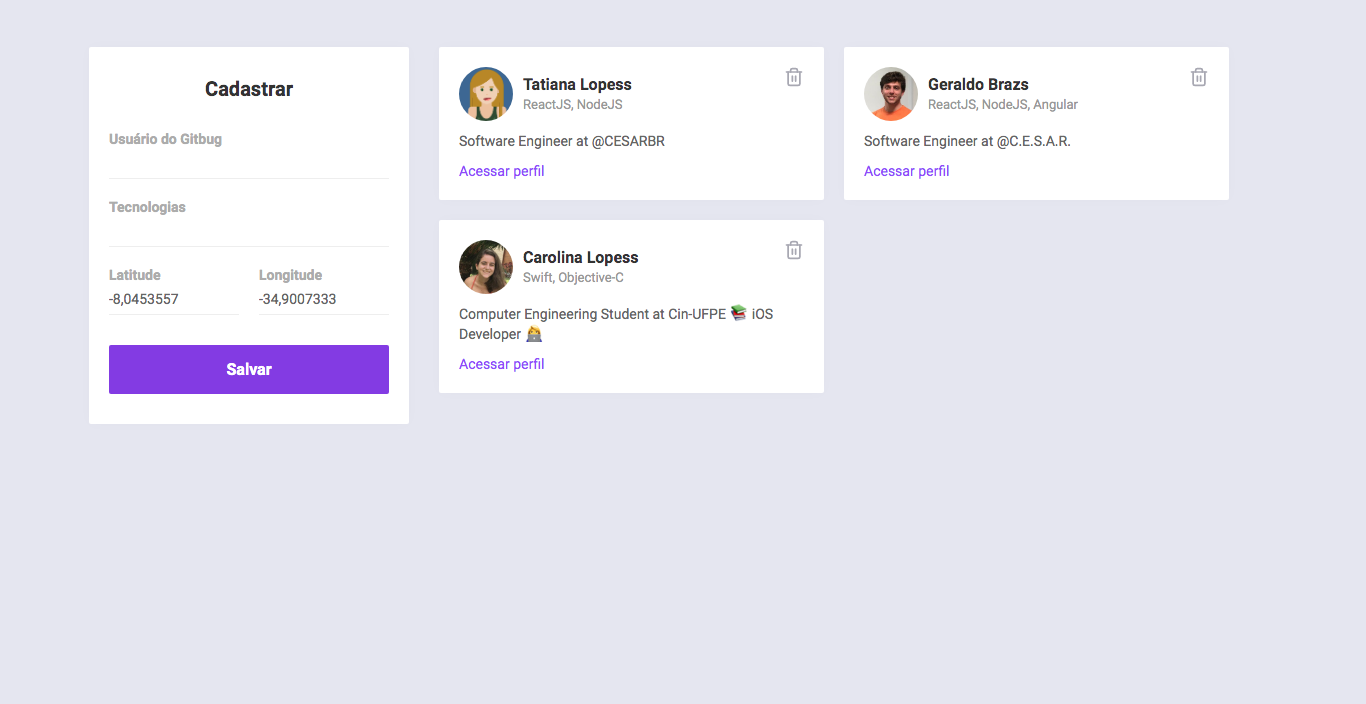 Cadastrar
Usuário do Gitbug
Tecnologias
Latitude
Longitude
-8,0453557
-34,9007333
Salvar
Tatiana Lopess
ReactJS, NodeJS
Software Engineer at @CESARBR
Acessar perfil
Geraldo Brazs
ReactJS, NodeJS, Angular
Software Engineer at @C.E.S.A.R.
Acessar perfil
Carolina Lopess
Swift, Objective-C
Computer Engineering Student at Cin-UFPE 📚 iOS
Developer 👩‍💻
Acessar perfil